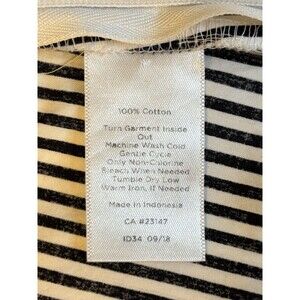 100% Cotton
Turn Garment Inside
Out
Machine Wash Cold
Gentle Cycle
Only Non-Chlorine
Bleach When Needed
Tumble Dry Low
Warm Iron, If Needed
Made in Indonesia
CA #23147
ID34 09/18